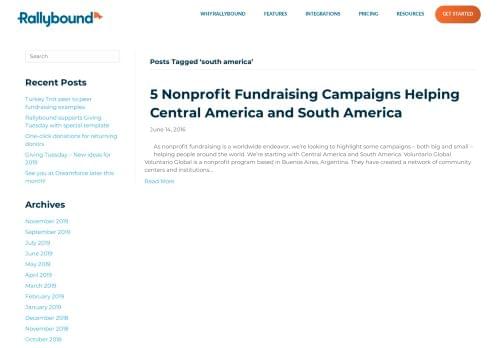 Rallybound
WHY RALLYBOUND
FEATURES
INTEGRATIONS
PRICING
RESOURCES
GET STARTED
Search
Recent Posts
Turkey Trot peer to peer
fundraising examples
Rallybound supports Giving
Tuesday with special template
One-click donations for returning
donors
Giving Tuesday – New ideas for
2019
See you at Dreamforce later this
month!
Archives
November 2019
September 2019
July 2019
June 2019
May 2019
April 2019
March 2019
February 2019
January 2019
December 2018
November 2018
October 2018
Posts Tagged ‘south america’
5 Nonprofit Fundraising Campaigns Helping
Central America and South America
June 14, 2016
As nonprofit fundraising is a worldwide endeavor, we're looking to highlight some campaigns – both big and small –
helping people around the world. We're starting with Central America and South America. Voluntario Global
Voluntario Global is a nonprofit program based in Buenos Aires, Argentina. They have created a network of community
centers and institutions...
Read More